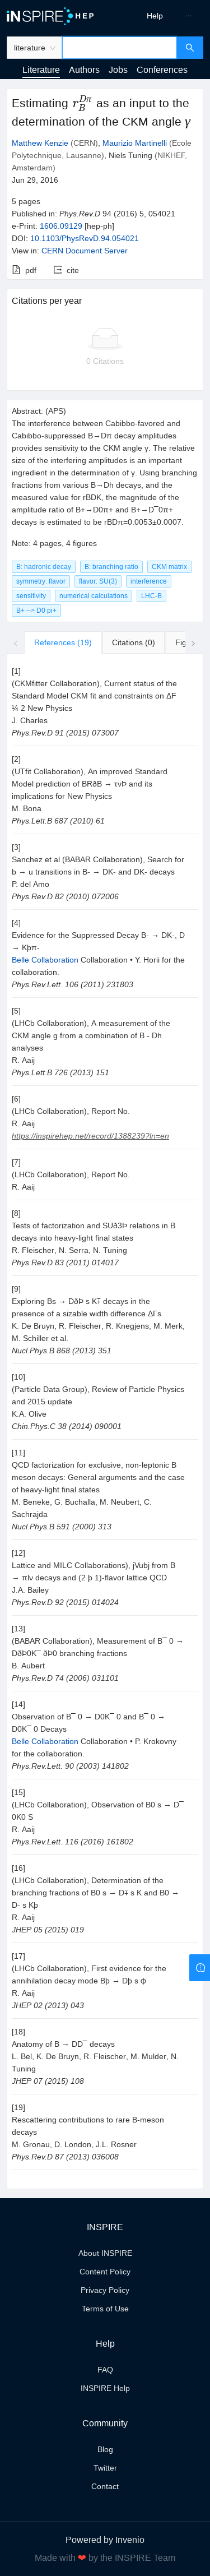 INSPIRE HEP
Help
...
literature
Literature Authors Jobs Conferences
Estimating r_B^{Dπ} as an input to the
determination of the CKM angle γ
Matthew Kenzie (CERN), Maurizio Martinelli (Ecole
Polytechnique, Lausanne), Niels Tuning (NIKHEF,
Amsterdam)
Jun 29, 2016
5 pages
Published in: Phys.Rev.D 94 (2016) 5, 054021
e-Print: 1606.09129 [hep-ph]
DOI: 10.1103/PhysRevD.94.054021
View in: CERN Document Server
pdf cite
Citations per year
0 Citations
Abstract: (APS)
The interference between Cabibbo-favored and
Cabibbo-suppressed B→Dπ decay amplitudes
provides sensitivity to the CKM angle γ. The relative
size of the interfering amplitudes is an important
ingredient in the determination of γ. Using branching
fractions from various B→Dh decays, and the
measured value for rBDK, the magnitude of the
amplitude ratio of B+→D0π+ and B+→D¯0π+
decays is estimated to be rBDπ=0.0053±0.0007.
Note: 4 pages, 4 figures
B: hadronic decay B: branching ratio CKM matrix
symmetry: flavor flavor: SU(3) interference
sensitivity numerical calculations LHC-B
B+ --> D0 pi+
References (19) Citations (0) Fig
[1]
(CKMfitter Collaboration), Current status of the
Standard Model CKM fit and constraints on ΔF
¼ 2 New Physics
J. Charles
Phys.Rev.D 91 (2015) 073007
[2]
(UTfit Collaboration), An improved Standard
Model prediction of BRðB → τνÞ and its
implications for New Physics
M. Bona
Phys.Lett.B 687 (2010) 61
[3]
Sanchez et al (BABAR Collaboration), Search for
b → u transitions in B- → DK- and DK- decays
P. del Amo
Phys.Rev.D 82 (2010) 072006
[4]
Evidence for the Suppressed Decay B- → DK-, D
→ Kþπ-
Belle Collaboration Collaboration • Y. Horii for the
collaboration.
Phys.Rev.Lett. 106 (2011) 231803
[5]
(LHCb Collaboration), A measurement of the
CKM angle g from a combination of B - Dh
analyses
R. Aaij
Phys.Lett.B 726 (2013) 151
[6]
(LHCb Collaboration), Report No.
R. Aaij
https://inspirehep.net/record/1388239?ln=en
[7]
(LHCb Collaboration), Report No.
R. Aaij
[8]
Tests of factorization and SUð3Þ relations in B
decays into heavy-light final states
R. Fleischer, N. Serra, N. Tuning
Phys.Rev.D 83 (2011) 014017
[9]
Exploring Bs → DðÞ s K∓ decays in the
presence of a sizable width difference ΔΓs
K. De Bruyn, R. Fleischer, R. Knegjens, M. Merk,
M. Schiller et al.
Nucl.Phys.B 868 (2013) 351
[10]
(Particle Data Group), Review of Particle Physics
and 2015 update
K.A. Olive
Chin.Phys.C 38 (2014) 090001
[11]
QCD factorization for exclusive, non-leptonic B
meson decays: General arguments and the case
of heavy-light final states
M. Beneke, G. Buchalla, M. Neubert, C.
Sachrajda
Nucl.Phys.B 591 (2000) 313
[12]
Lattice and MILC Collaborations), jVubj from B
→ πlν decays and (2 þ 1)-flavor lattice QCD
J.A. Bailey
Phys.Rev.D 92 (2015) 014024
[13]
(BABAR Collaboration), Measurement of B¯ 0 →
DðÞ0K¯ ðÞ0 branching fractions
B. Aubert
Phys.Rev.D 74 (2006) 031101
[14]
Observation of B¯ 0 → D0K¯ 0 and B¯ 0 →
D0K¯ 0 Decays
Belle Collaboration Collaboration • P. Krokovny
for the collaboration.
Phys.Rev.Lett. 90 (2003) 141802
[15]
(LHCb Collaboration), Observation of B0 s → D¯
0K0 S
R. Aaij
Phys.Rev.Lett. 116 (2016) 161802
[16]
(LHCb Collaboration), Determination of the
branching fractions of B0 s → D∓ s K and B0 →
D- s Kþ
R. Aaij
JHEP 05 (2015) 019
[17]
(LHCb Collaboration), First evidence for the
annihilation decay mode Bþ → Dþ s ϕ
R. Aaij
JHEP 02 (2013) 043
[18]
Anatomy of B → DD¯ decays
L. Bel, K. De Bruyn, R. Fleischer, M. Mulder, N.
Tuning
JHEP 07 (2015) 108
[19]
Rescattering contributions to rare B-meson
decays
M. Gronau, D. London, J.L. Rosner
Phys.Rev.D 87 (2013) 036008
INSPIRE
About INSPIRE
Content Policy
Privacy Policy
Terms of Use
Help
FAQ
INSPIRE Help
Community
Blog
Twitter
Contact
Powered by Invenio
Made with ❤ by the INSPIRE Team